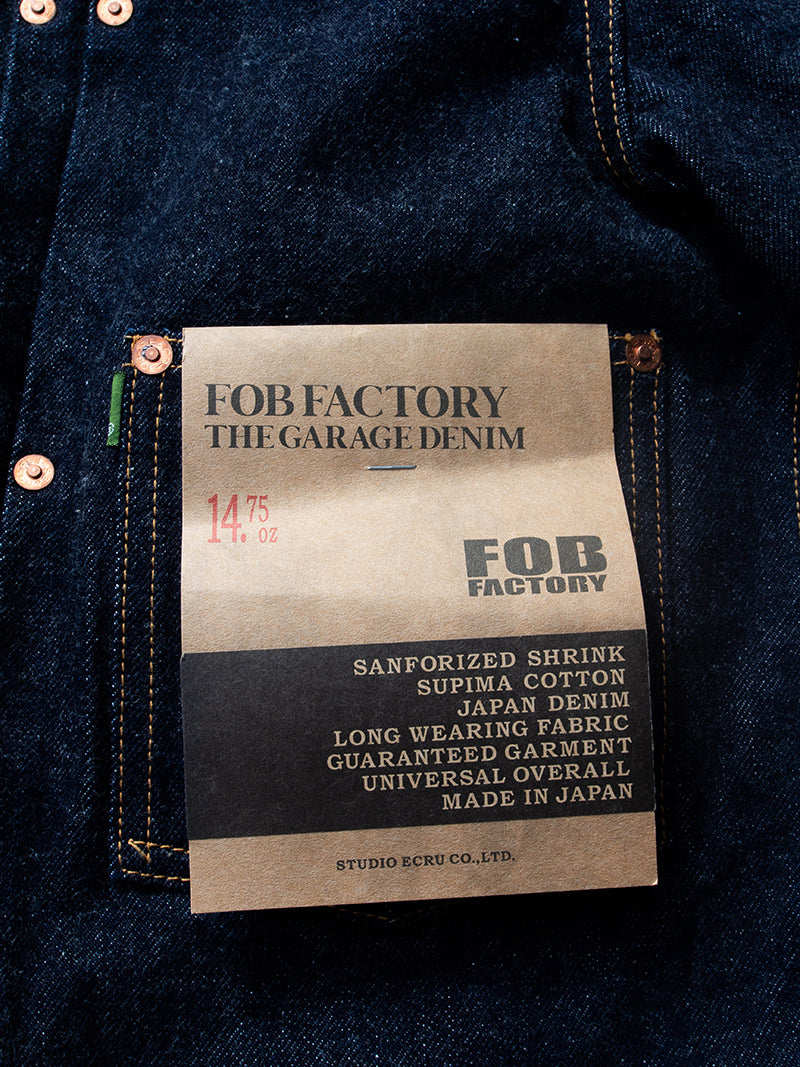 FOB FACTORY
THE GARAGE DENIM
14.75 oz
FOB
FACTORY
SANFORIZED SHRINK
SUPIMA COTTON
JAPAN DENIM
LONG WEARING FABRIC
GUARANTEED GARMENT
UNIVERSAL OVERALL
MADE IN JAPAN
STUDIO ECRU CO.,LTD.